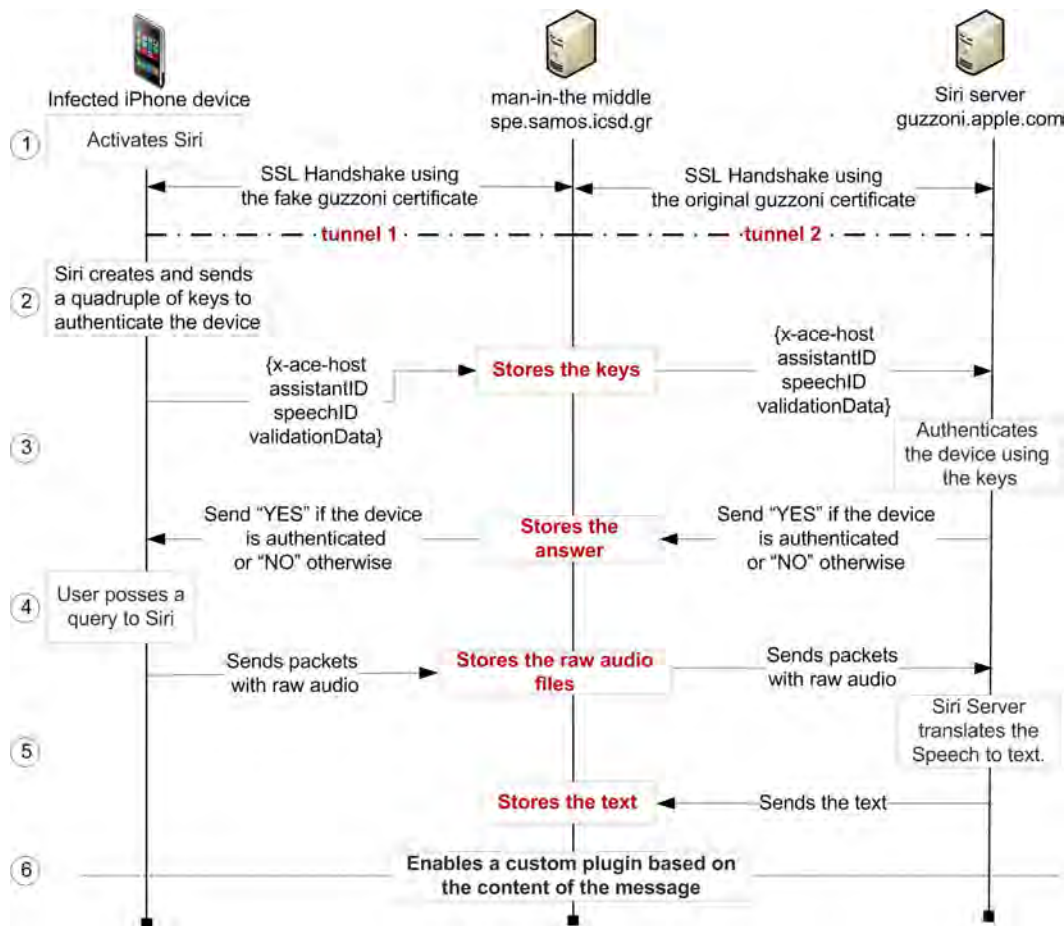 Infected iPhone device
man-in-the middle
spe.samos.icsd.gr
Siri server
guzzoni.apple.com
1
Activates Siri
SSL Handshake using
the fake guzzoni certificate
SSL Handshake using
the original guzzoni certificate
tunnel 1
tunnel 2
2
Siri creates and sends
a quadruple of keys to
authenticate the device
{x-ace-host
assistantID
speechID
validationData}
Stores the keys
{x-ace-host
assistantID
speechID
validationData}
3
Authenticates
the device using
the keys
Send “YES” if the device
is authenticated
or “NO” otherwise
Stores the
answer
Send “YES” if the device
is authenticated
or “NO” otherwise
4
User posses a
query to Siri
Sends packets
with raw audio
Stores the raw audio
files
Sends packets
with raw audio
5
Siri Server
translates the
Speech to text.
Stores the text
Sends the text
6
Enables a custom plugin based on
the content of the message